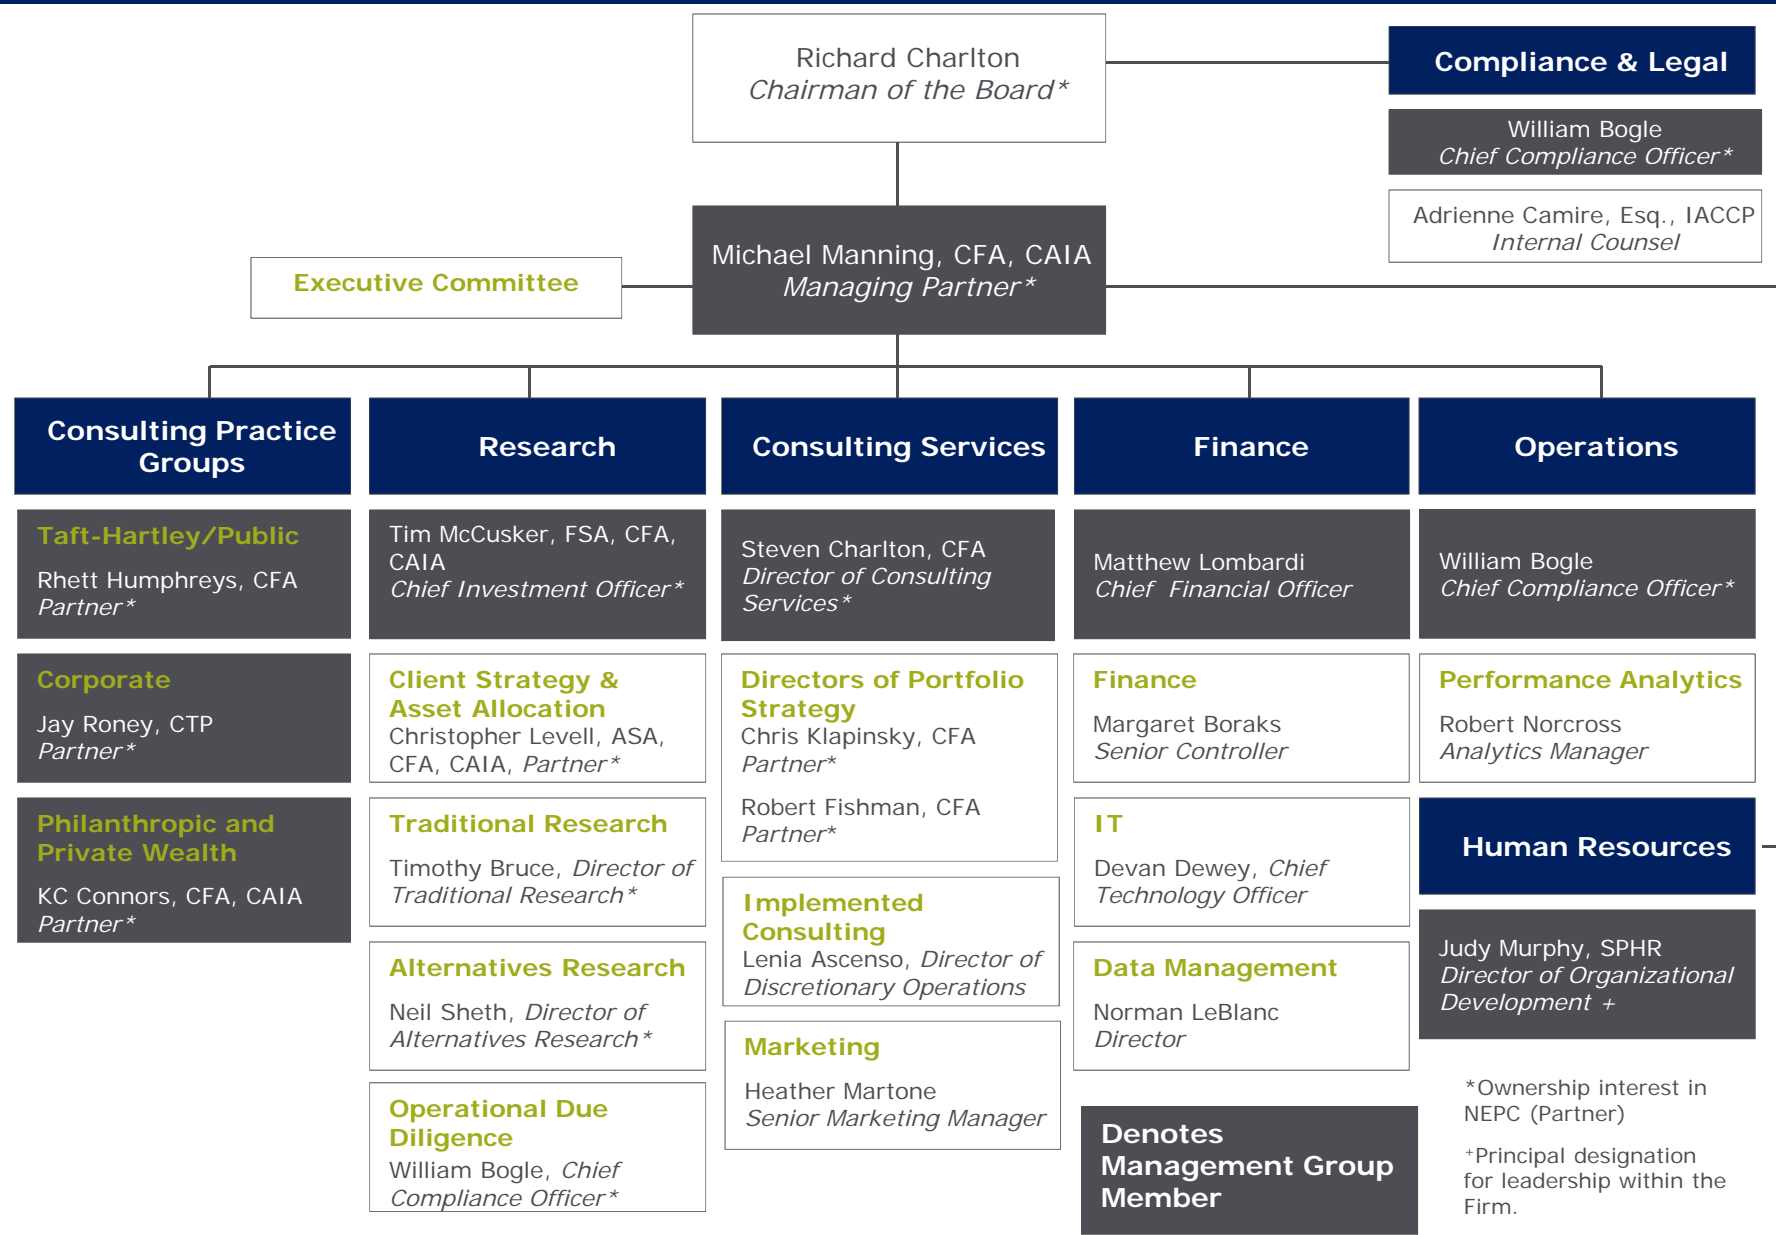 Richard Charlton
Chairman of the Board*
Compliance & Legal
William Bogle
Chief Compliance Officer*
Adrienne Camire, Esq., IACCP
Internal Counsel
Michael Manning, CFA, CAIA
Managing Partner*
Executive Committee
Consulting Practice
Groups
Taft-Hartley/Public
Rhett Humphreys, CFA
Partner*
Corporate
Jay Roney, CTP
Partner*
Philanthropic and
Private Wealth
KC Connors, CFA, CAIA
Partner*
Research
Tim McCusker, FSA, CFA,
CAIA
Chief Investment Officer*
Client Strategy &
Asset Allocation
Christopher Levell, ASA,
CFA, CAIA, Partner*
Traditional Research
Timothy Bruce, Director of
Traditional Research*
Alternatives Research
Neil Sheth, Director of
Alternatives Research*
Operational Due
Diligence
William Bogle, Chief
Compliance Officer*
Consulting Services
Steven Charlton, CFA
Director of Consulting
Services*
Directors of Portfolio
Strategy
Chris Klapinsky, CFA
Partner*
Robert Fishman, CFA
Partner*
Implemented
Consulting
Lenia Ascenso, Director of
Discretionary Operations
Marketing
Heather Martone
Senior Marketing Manager
Finance
Matthew Lombardi
Chief Financial Officer
Finance
Margaret Boraks
Senior Controller
IT
Devan Dewey, Chief
Technology Officer
Data Management
Norman LeBlanc
Director
Denotes
Management Group
Member
Operations
William Bogle
Chief Compliance Officer*
Performance Analytics
Robert Norcross
Analytics Manager
Human Resources
Judy Murphy, SPHR
Director of Organizational
Development +
*Ownership interest in
NEPC (Partner)
+Principal designation
for leadership within the
Firm.